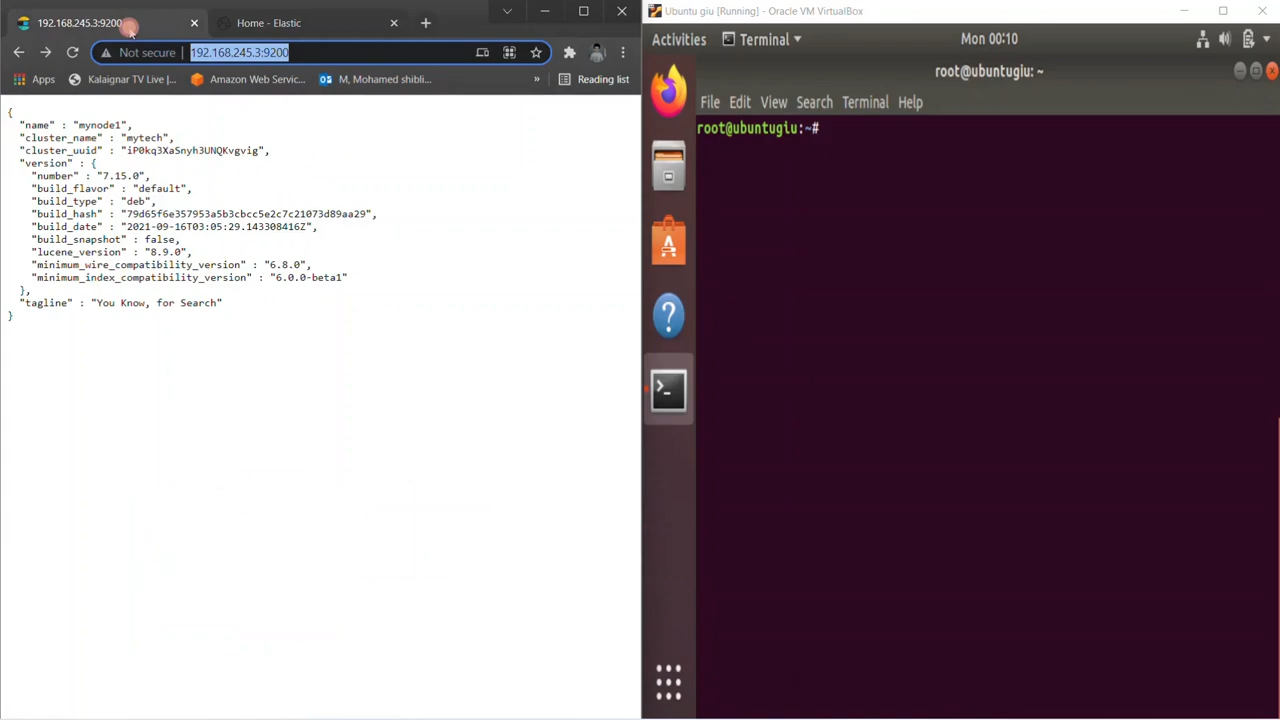 192.168.245.3:9200
Home - Elastic
Not secure
192.168.245.3:9200
Apps
Kalaignar TV Live |...
Amazon Web Servic...
M, Mohamed shibli...
»
Reading list
{
"name" : "mynode1",
"cluster_name" : "mytech",
"cluster_uuid" : "iP0kq3XaSnyh3UNQKvgvig",
"version" : {
"number" : "7.15.0",
"build_flavor" : "default",
"build_type" : "deb",
"build_hash" : "79d65f6e357953a5b3cbcc5e2c7c21073d89aa29",
"build_date" : "2021-09-16T03:05:29.143308416Z",
"build_snapshot" : false,
"lucene_version" : "8.9.0",
"minimum_wire_compatibility_version" : "6.8.0",
"minimum_index_compatibility_version" : "6.0.0-beta1"
},
"tagline" : "You Know, for Search"
}
Ubuntu giu [Running] - Oracle VM VirtualBox
Activities
Terminal
Mon 00:10
root@ubuntugiu: ~
File Edit View Search Terminal Help
root@ubuntugiu:~#